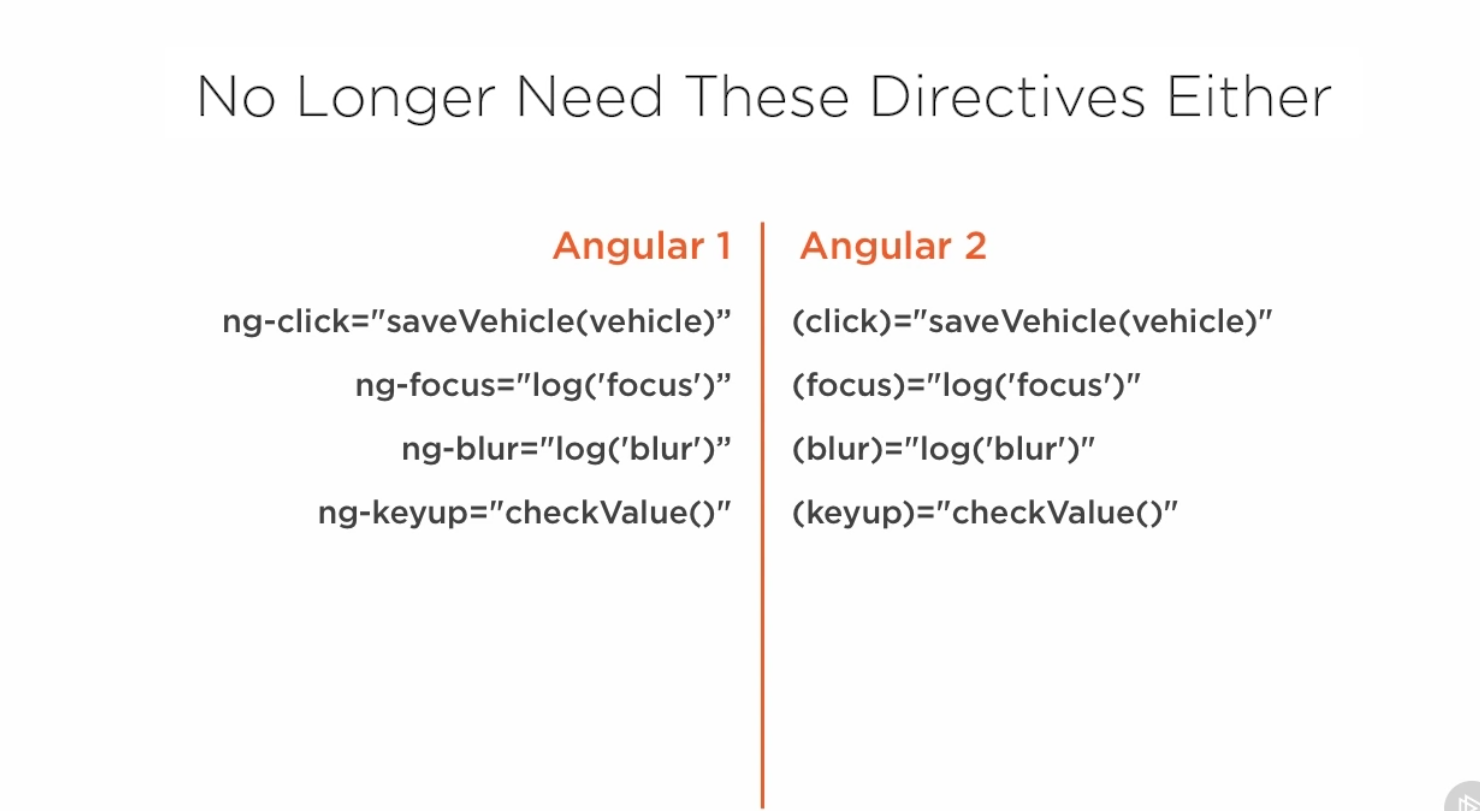 No Longer Need These Directives Either
Angular 1
ng-click="saveVehicle(vehicle)”
ng-focus="log('focus')”
ng-blur="log('blur')”
ng-keyup="checkValue()"
Angular 2
(click)="saveVehicle(vehicle)"
(focus)="log('focus')"
(blur)="log('blur')"
(keyup)="checkValue()"